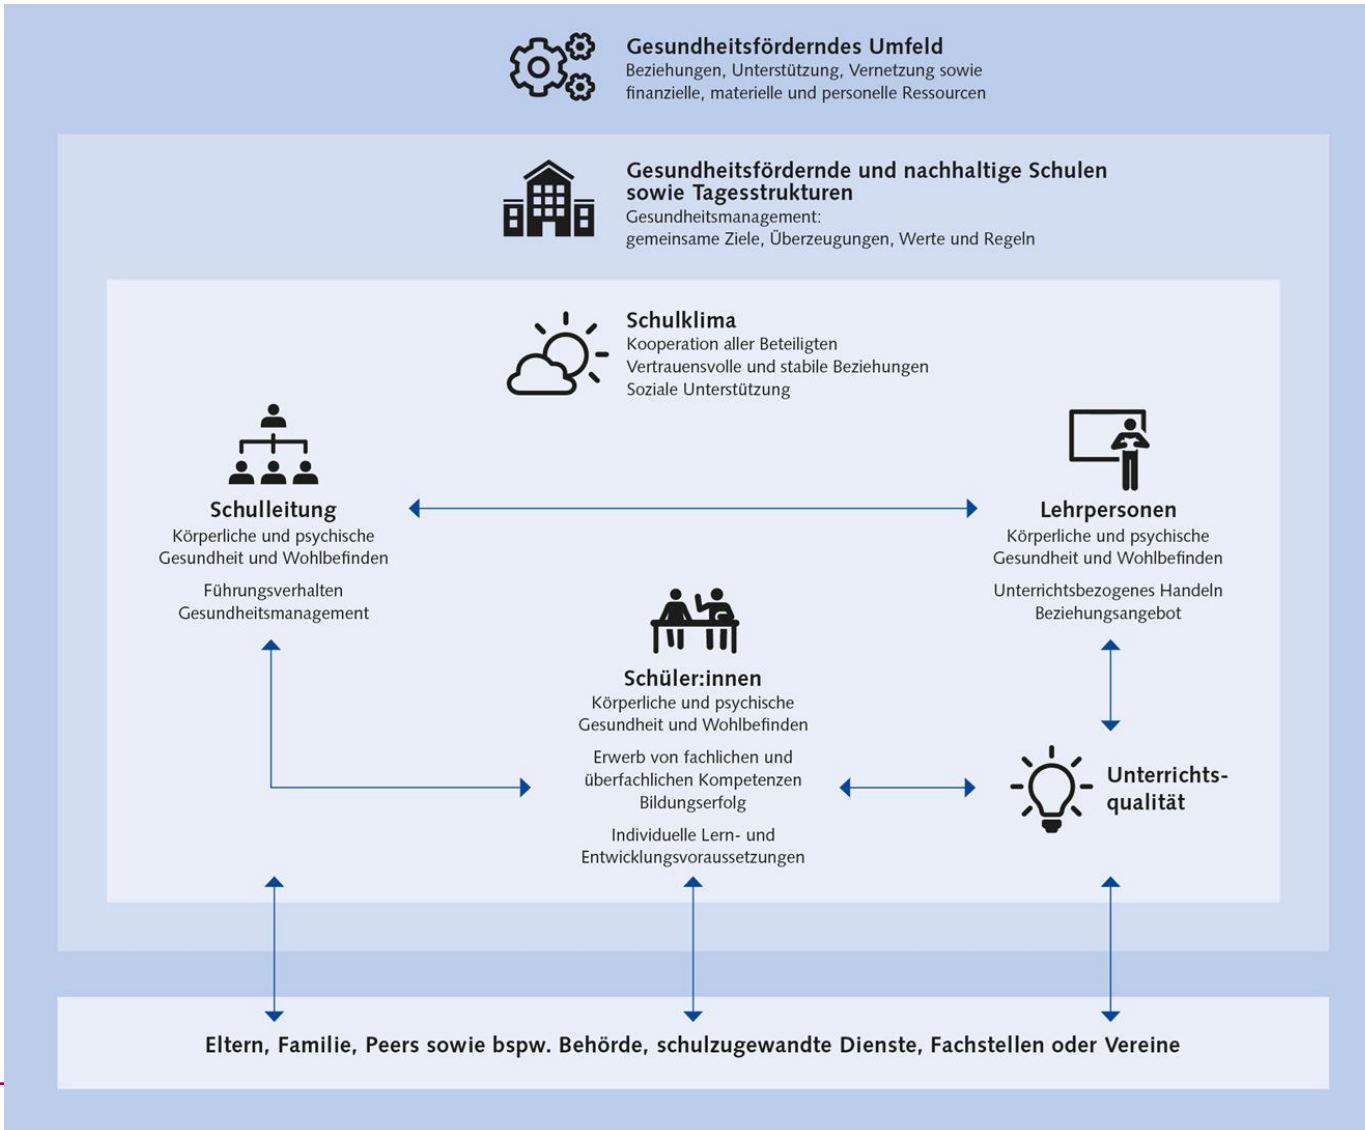 Gesundheitsförderndes Umfeld
Beziehungen, Unterstützung, Vernetzung sowie
finanzielle, materielle und personelle Ressourcen
Gesundheitsfördernde und nachhaltige Schulen
sowie Tagesstrukturen
Gesundheitsmanagement:
gemeinsame Ziele, Überzeugungen, Werte und Regeln
Schulklima
Kooperation aller Beteiligten
Vertrauensvolle und stabile Beziehungen
Soziale Unterstützung
Schulleitung
Körperliche und psychische
Gesundheit und Wohlbefinden
Führungsverhalten
Gesundheitsmanagement
Lehrpersonen
Körperliche und psychische
Gesundheit und Wohlbefinden
Unterrichtsbezogenes Handeln
Beziehungsangebot
Schüler:innen
Körperliche und psychische
Gesundheit und Wohlbefinden
Erwerb von fachlichen und
überfachlichen Kompetenzen
Bildungserfolg
Individuelle Lern- und
Entwicklungsvoraussetzungen
Unterrichts-
qualität
Eltern, Familie, Peers sowie bspw. Behörde, schulzugewandte Dienste, Fachstellen oder Vereine